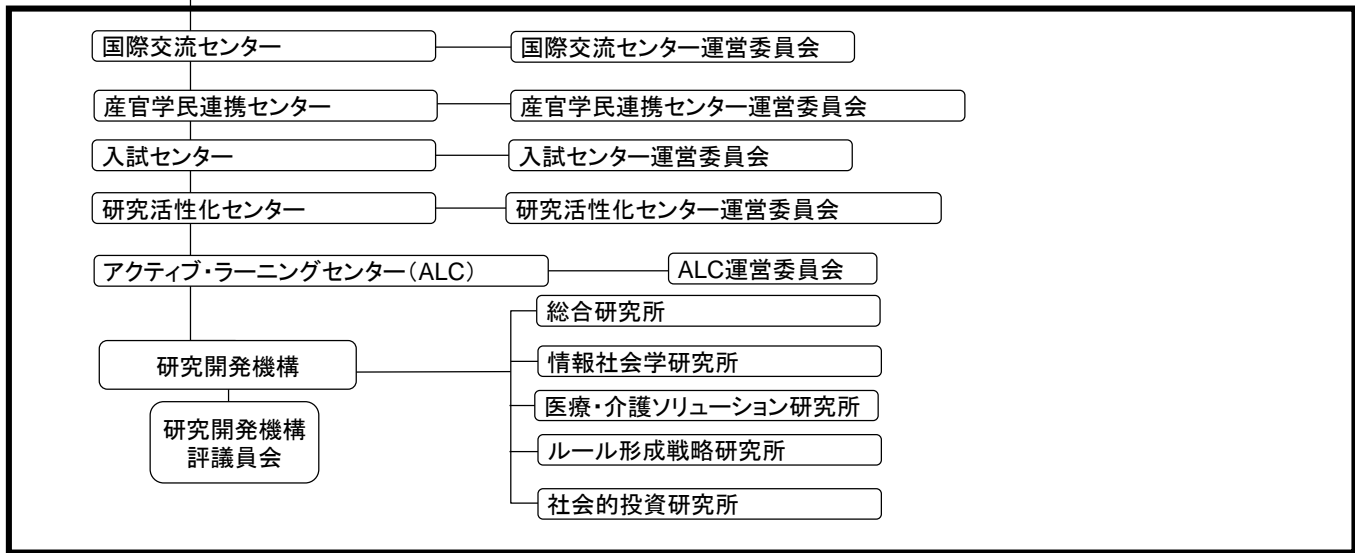 国際交流センター
国際交流センター運営委員会
産官学民連携センター
産官学民連携センター運営委員会
入試センター
入試センター運営委員会
研究活性化センター
研究活性化センター運営委員会
アクティブ・ラーニングセンター(ALC)
ALC運営委員会
総合研究所
研究開発機構
情報社会学研究所
医療・介護ソリューション研究所
研究開発機構
評議員会
ルール形成戦略研究所
社会的投資研究所